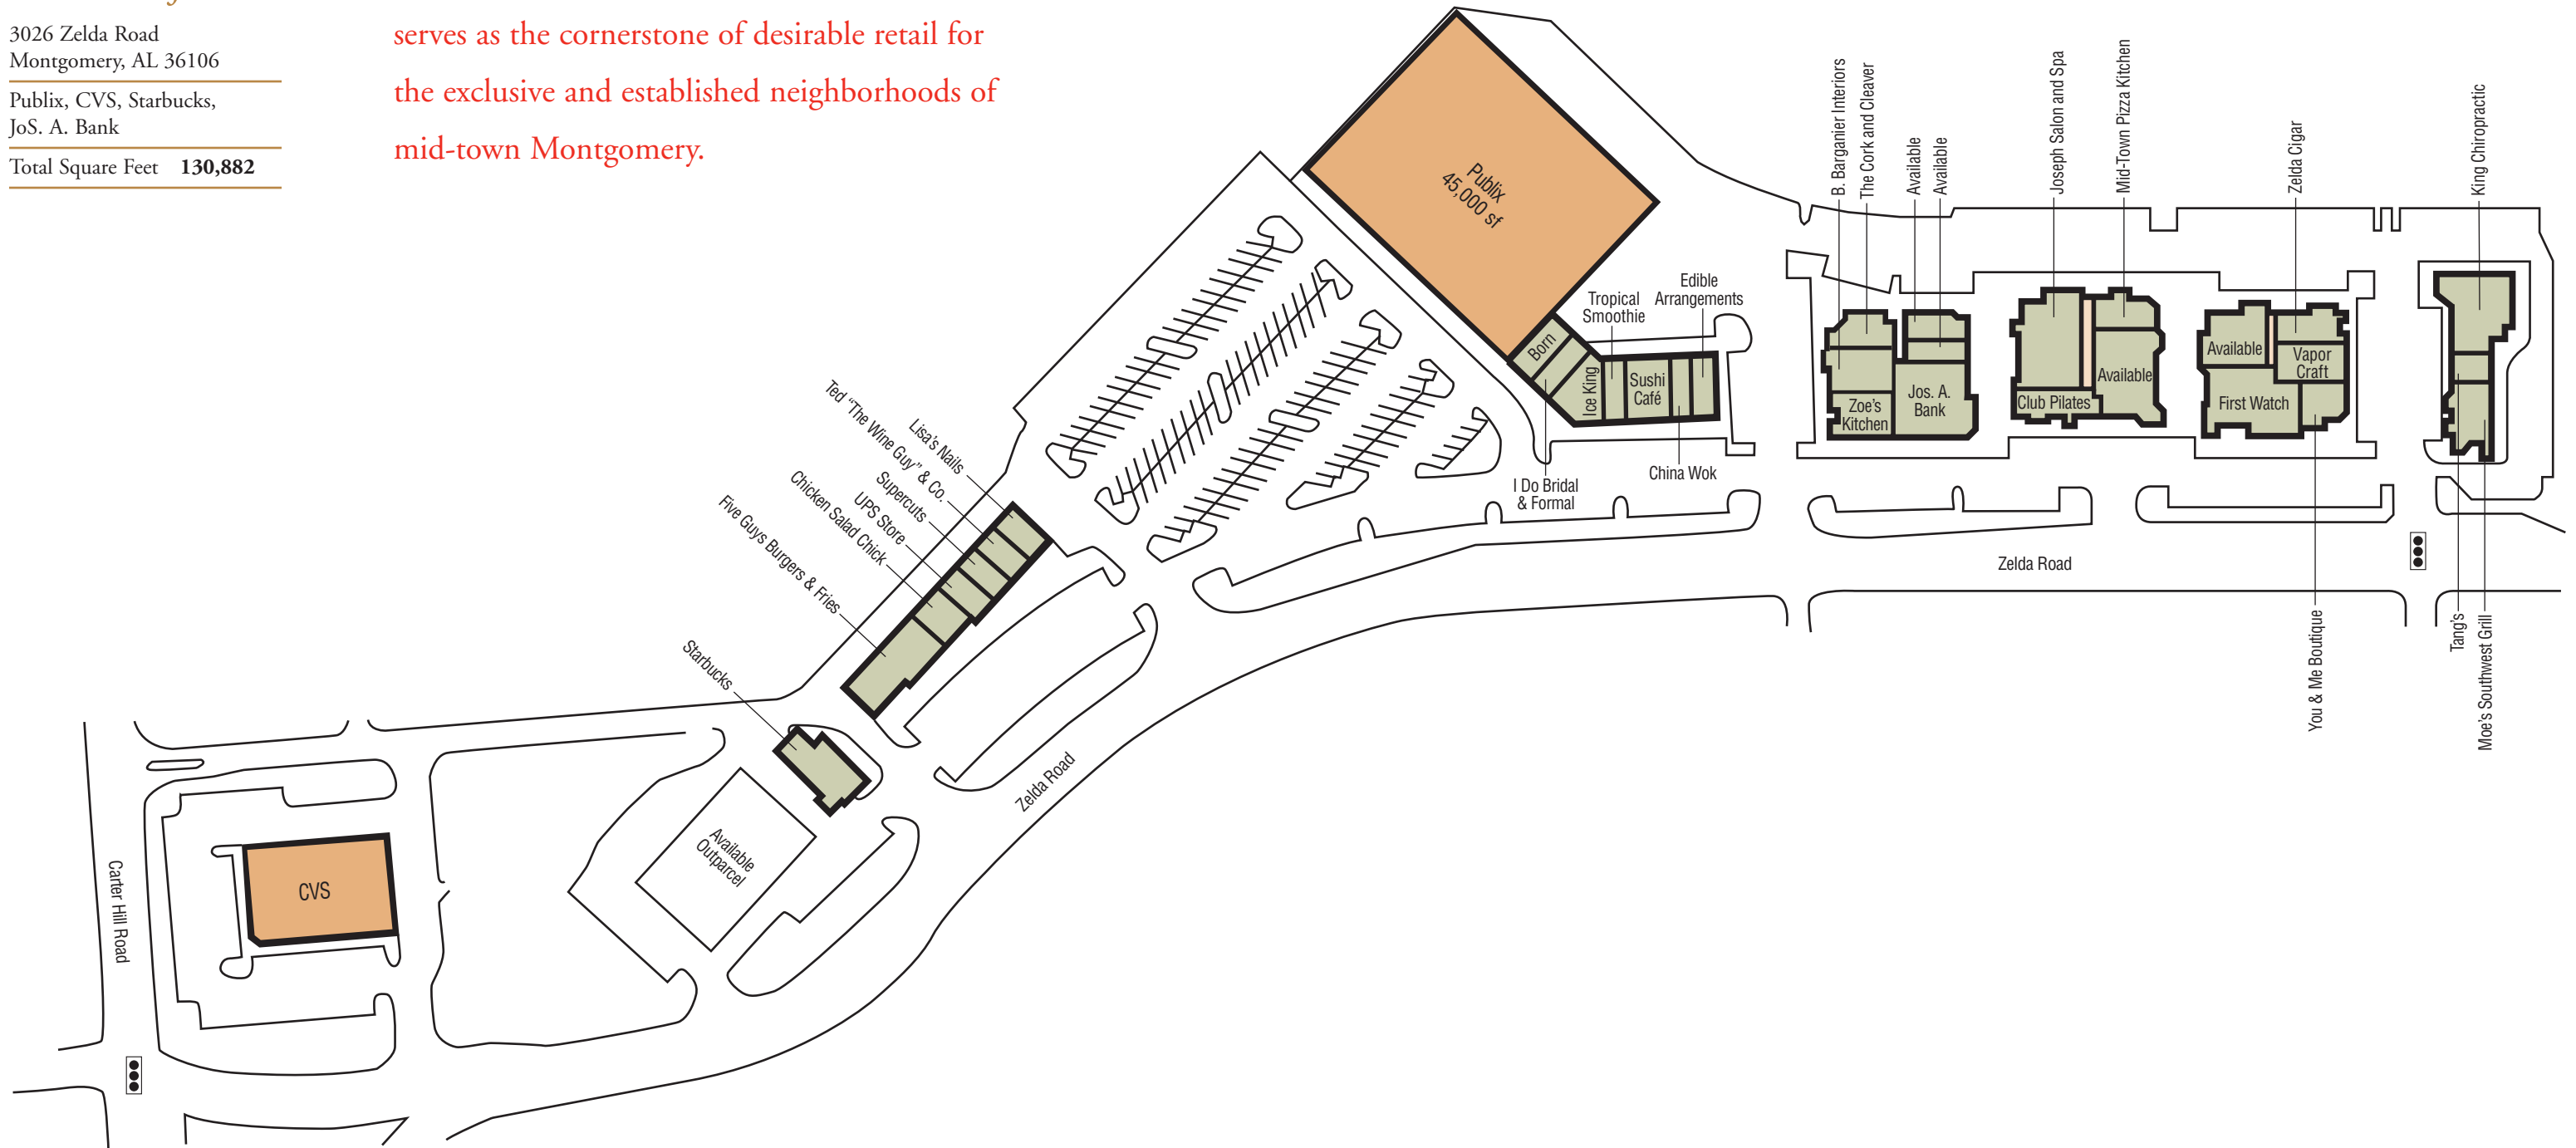 3026 Zelda Road
Montgomery, AL 36106
Publix, CVS, Starbucks,
JoS. A. Bank
Total Square Feet 130,882
serves as the cornerstone of desirable retail for
the exclusive and established neighborhoods of
mid-town Montgomery.
Publix
45,000 sf
B. Barganier Interiors
The Cork and Cleaver
Available
Available
Joseph Salon and Spa
Mid-Town Pizza Kitchen
Zelda Cigar
King Chiropractic
Edible
Arrangements
Tropical
Smoothie
Born
Ice King
Sushi
Café
I Do Bridal
& Formal
China Wok
Zoe's
Kitchen
Jos. A.
Bank
Club Pilates
Available
Available
Vapor
Craft
First Watch
Zelda Road
You & Me Boutique
Tang's
Moe's Southwest Grill
Lisa's Nails
Ted "The Wine Guy" & Co.
Supercuts
UPS Store
Chicken Salad Chick
Five Guys Burgers & Fries
Starbucks
Zelda Road
Available
Outparcel
CVS
Carter Hill Road